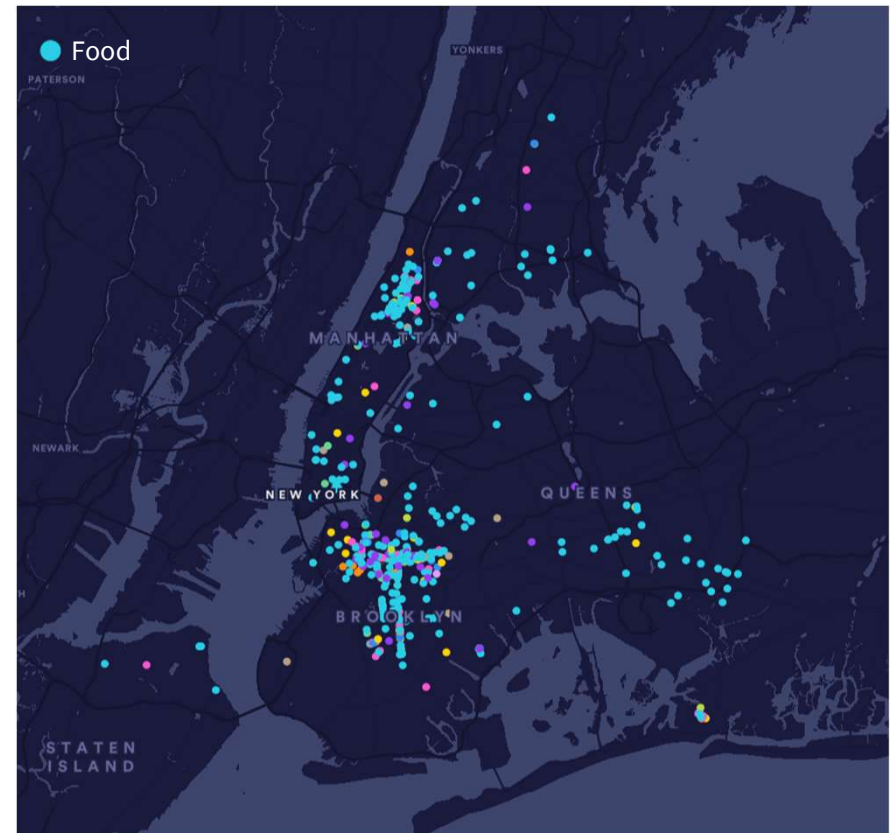 Food
YONKERS
PATERSON
MANHATTAN
NEWARK
NEW YORK
QUEENS
H
BROOKLYN
STATEN
ISLAND